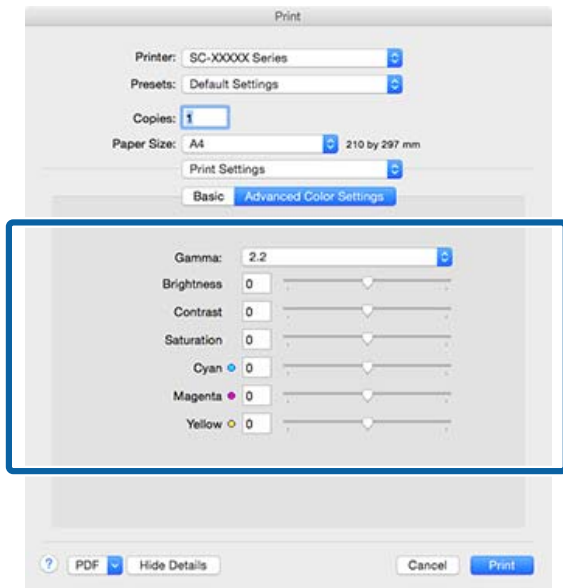 Print
Printer: SC-XXXXX Series
Presets: Default Settings
Copies: 1
Paper Size: A4 210 by 297 mm
Print Settings
Basic Advanced Color Settings
Gamma: 2.2
Brightness 0
Contrast 0
Saturation 0
Cyan 0
Magenta 0
Yellow 0
? PDF Hide Details Cancel Print